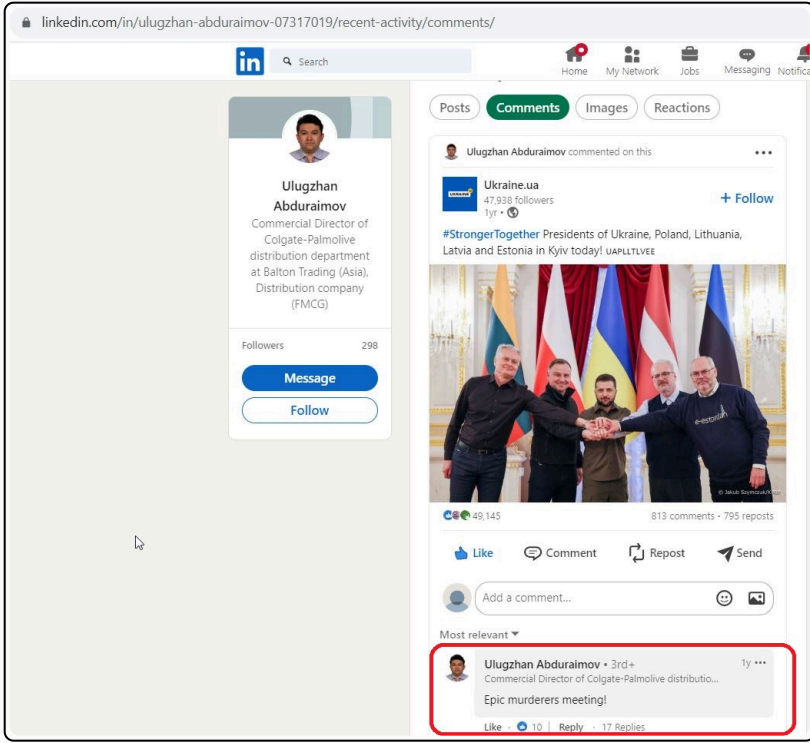 linkedin.com/in/ulugzhan-abduraimov-07317019/recent-activity/comments/
in
Search
Home
My Network
Jobs
Messaging
Notifica
Posts
Comments
Images
Reactions
Ulugzhan
Abduraimov
Commercial Director of
Colgate-Palmolive
distribution department
at Balton Trading (Asia),
Distribution company
(FMCG)
Followers 298
Message
Follow
Ulugzhan Abduraimov commented on this
Ukraine.ua
47,938 followers
1yr •
+ Follow
#StrongerTogether Presidents of Ukraine, Poland, Lithuania,
Latvia and Estonia in Kyiv today! UAPLLTLVEE
e-estonian
© Jakub Szymczuk/
49,145
813 comments • 795 reposts
Like
Comment
Repost
Send
Add a comment...
Most relevant
Ulugzhan Abduraimov • 3rd+ 1y
Commercial Director of Colgate-Palmolive distributio...
Epic murderers meeting!
Like · 10 | Reply · 17 Replies